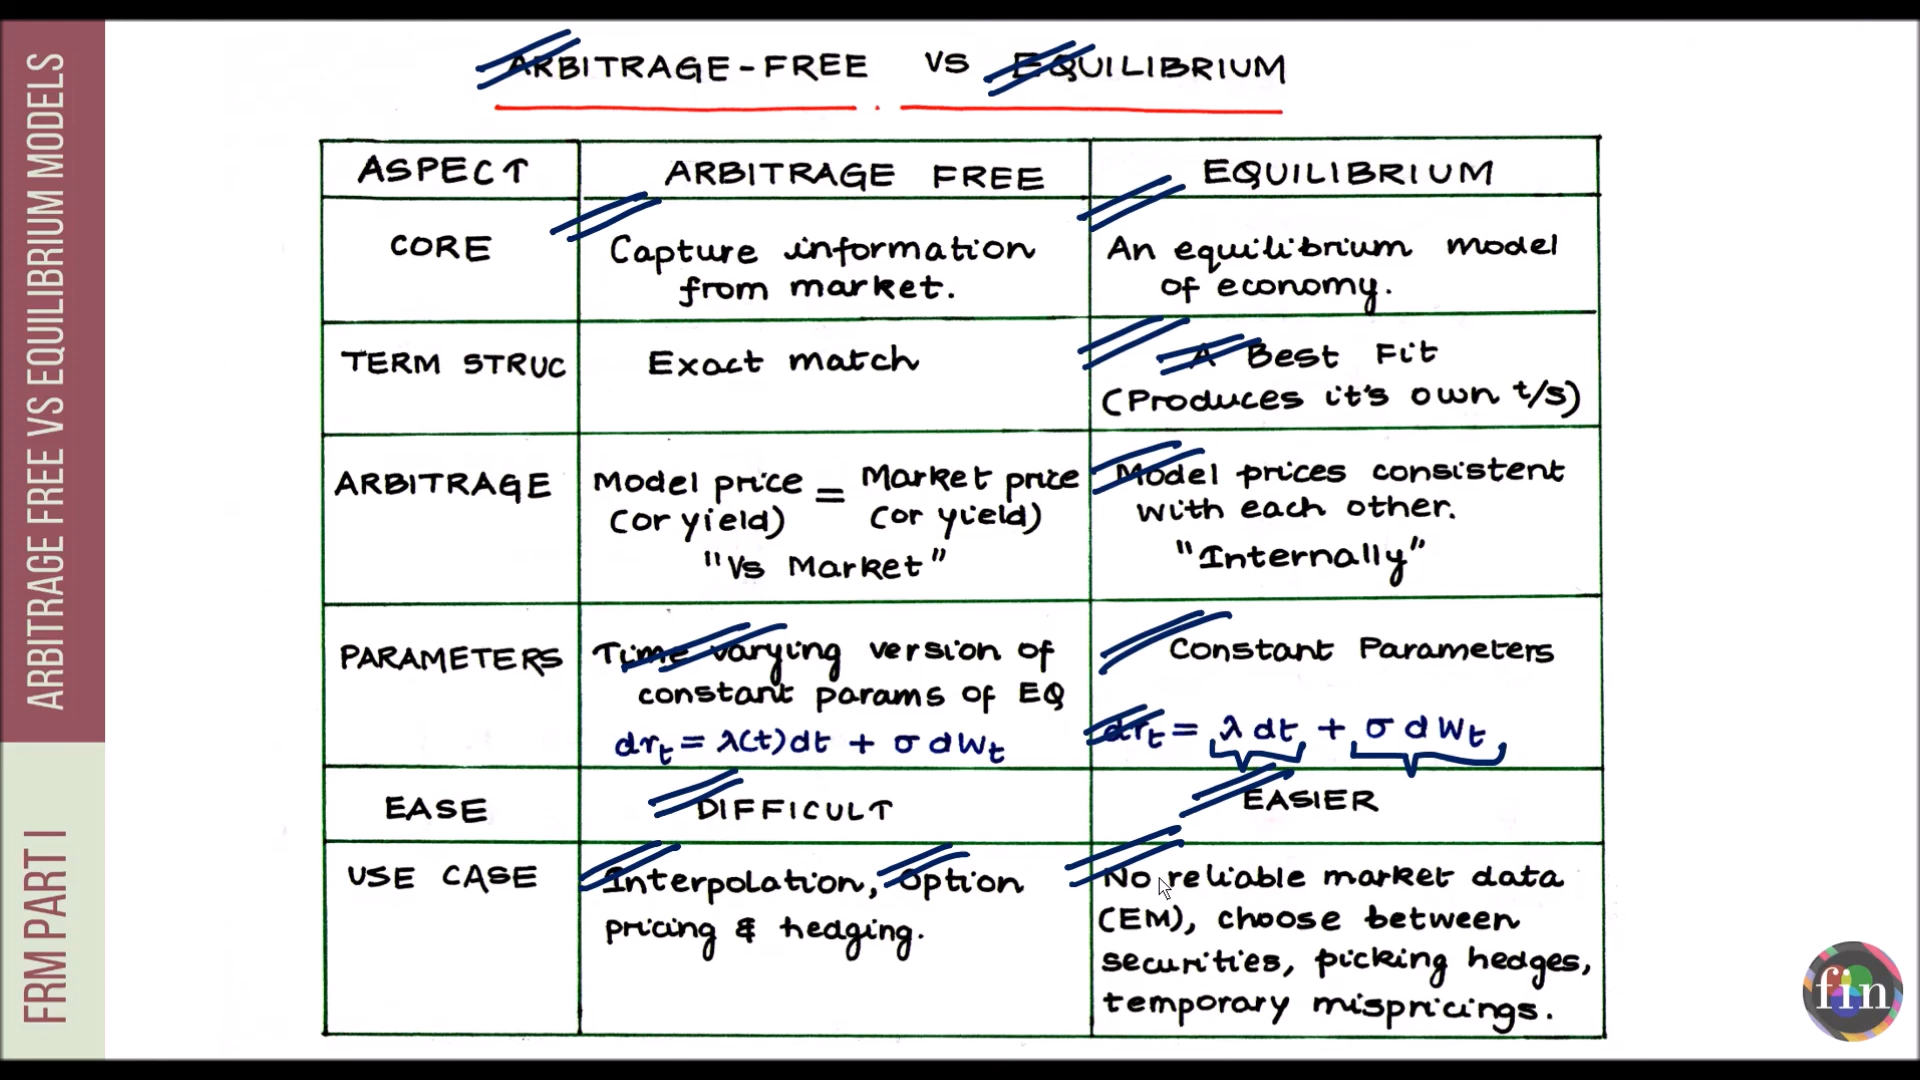 ARBITRAGE FREE VS EQUILIBRIUM MODELS
FRM PART I
ARBITRAGE-FREE VS EQUILIBRIUM
ASPECT ARBITRAGE FREE EQUILIBRIUM
CORE
Capture information
from market.
An equilibrium model
of economy.
TERM STRUC
Exact match
A Best Fit
(Produces it's own t/s)
ARBITRAGE
Model price = Market price
(or yield) (or yield)
"Vs Market"
Model prices consistent
with each other.
"Internally"
PARAMETERS
Time varying version of
constant params of EQ
drₜ = λ(t)dt + σ dWₜ
Constant Parameters
drₜ = λ dt + σ dWₜ
EASE
DIFFICULT
EASIER
USE CASE
Interpolation, option
pricing & hedging.
No reliable market data
(EM), choose between
securities, picking hedges,
temporary mispricings.
fin